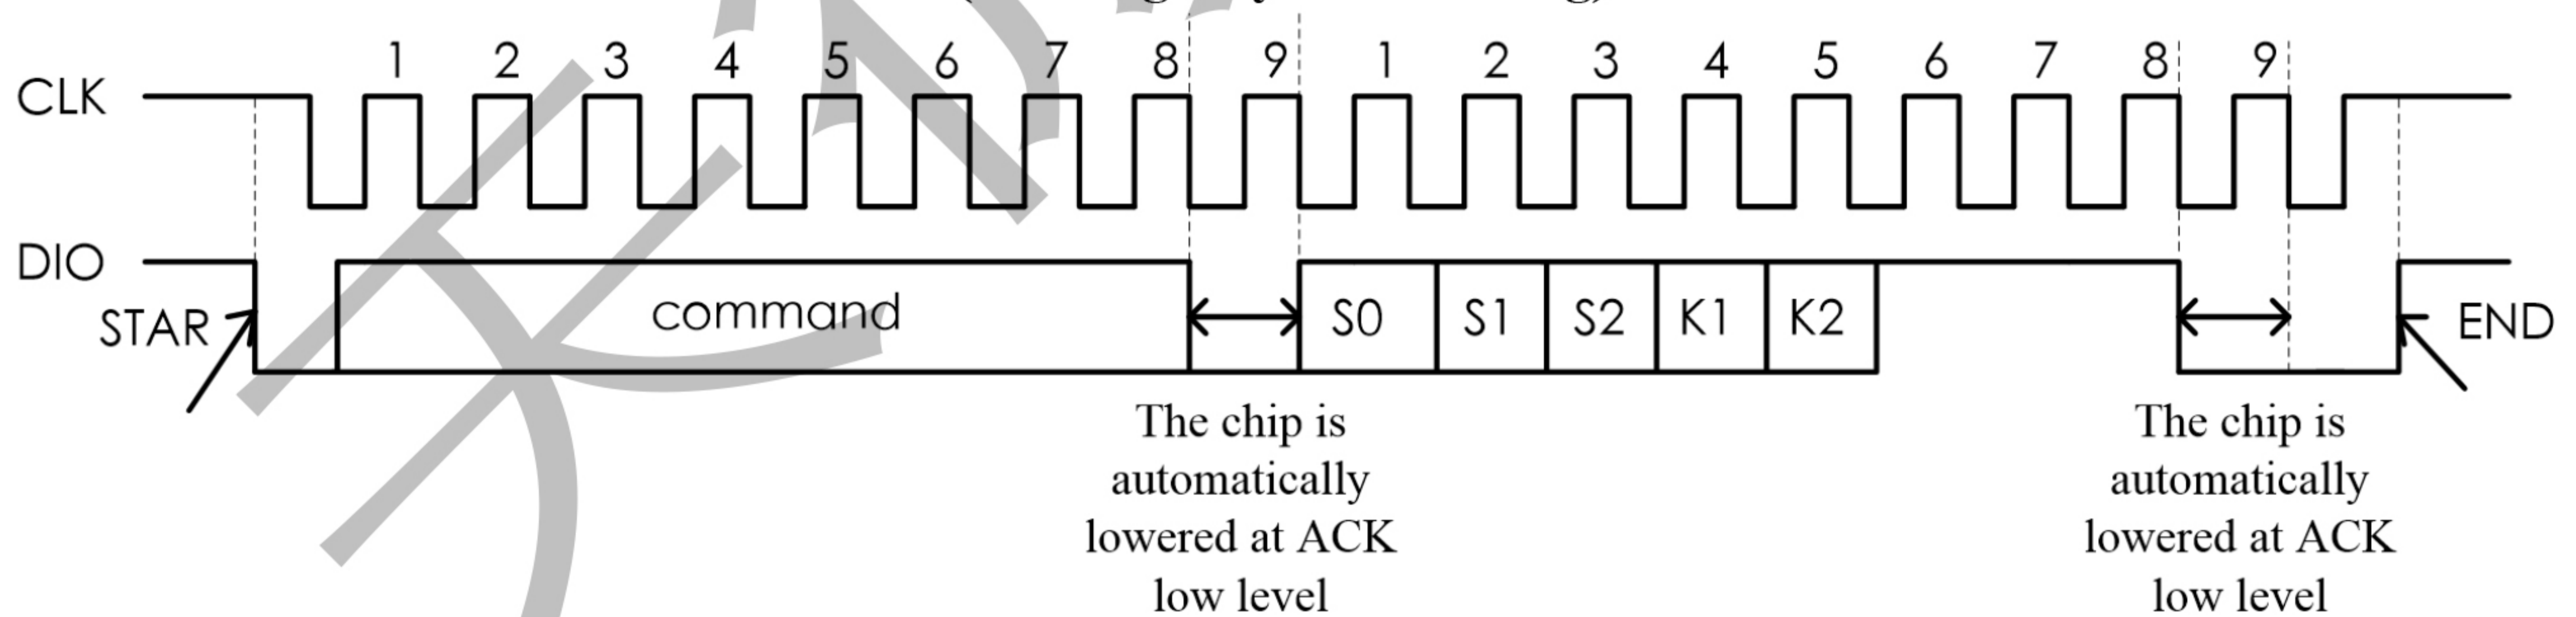 1 2 3 4 5 6 7 8 9 1 2 3 4 5 6 7 8 9
CLK
DIO
STAR
command
S0 S1 S2 K1 K2
END
The chip is
automatically
lowered at ACK
low level
The chip is
automatically
lowered at ACK
low level